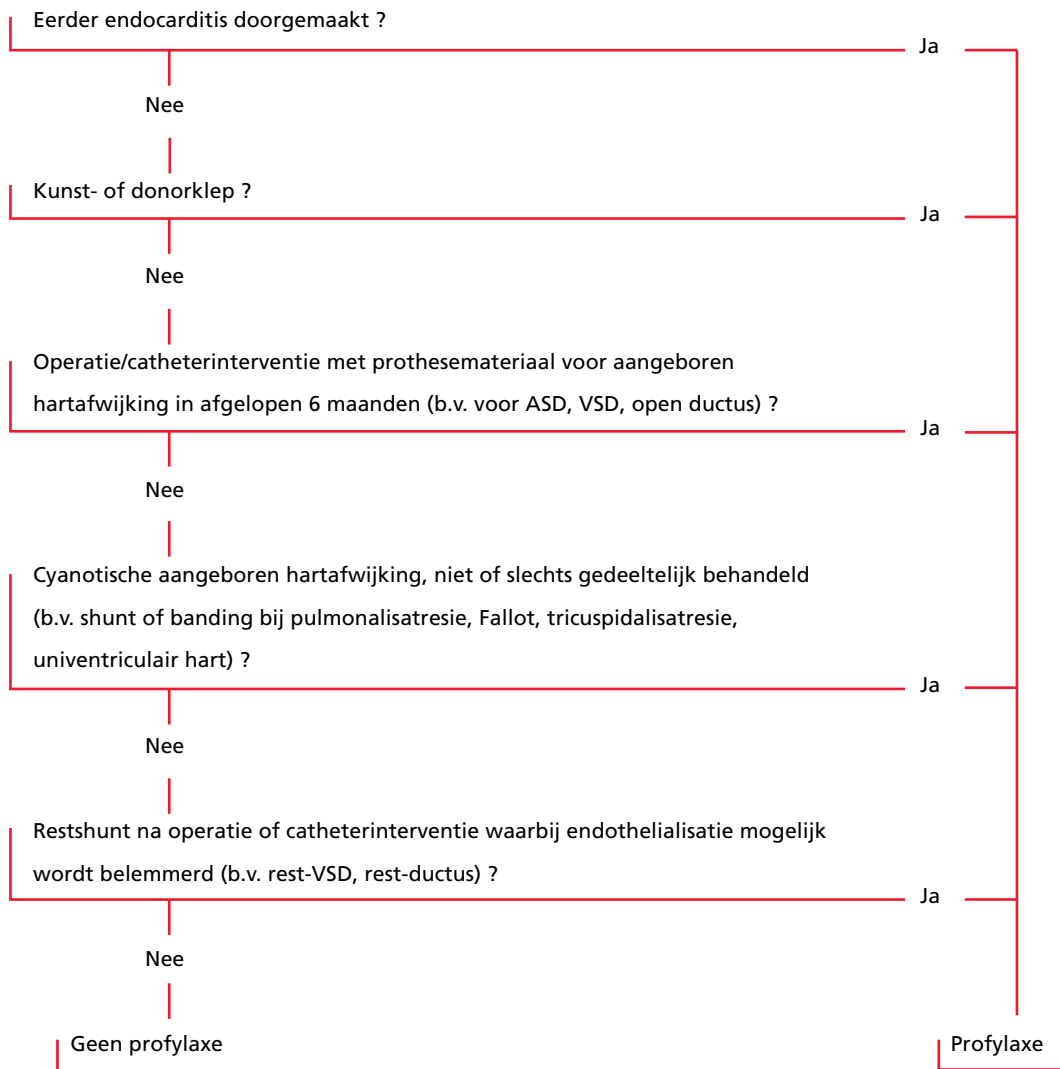 Eerder endocarditis doorgemaakt ?
Ja
Nee
Kunst- of donorklep ?
Ja
Nee
Operatie/catheterinterventie met prothesemateriaal voor aangeboren
hartafwijking in afgelopen 6 maanden (b.v. voor ASD, VSD, open ductus) ?
Ja
Nee
Cyanotische aangeboren hartafwijking, niet of slechts gedeeltelijk behandeld
(b.v. shunt of banding bij pulmonalisatresie, Fallot, tricuspidalisatresie,
univentriculair hart) ?
Ja
Nee
Restshunt na operatie of catheterinterventie waarbij endothelialisatie mogelijk
wordt belemmerd (b.v. rest-VSD, rest-ductus) ?
Ja
Nee
Geen profylaxe
Profylaxe